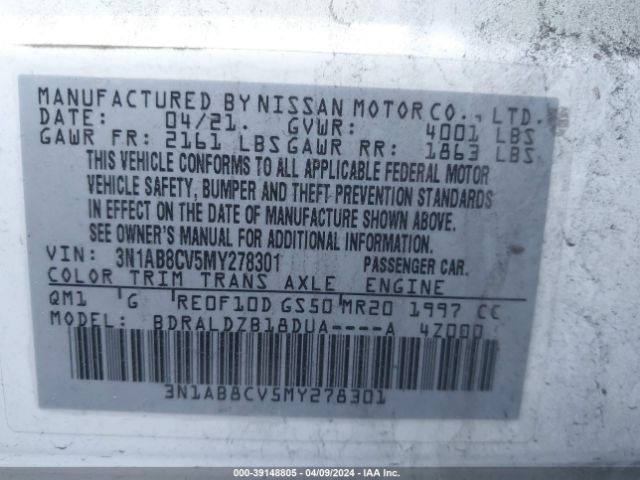 MANUFACTURED BY NISSAN MOTOR CO., LTD.
DATE: 04/21. GVWR: 4001 LBS
GAWR FR: 2161 LBS GAWR RR: 1863 LBS
THIS VEHICLE CONFORMS TO ALL APPLICABLE FEDERAL MOTOR
VEHICLE SAFETY, BUMPER AND THEFT PREVENTION STANDARDS
IN EFFECT ON THE DATE OF MANUFACTURE SHOWN ABOVE.
SEE OWNER'S MANUAL FOR ADDITIONAL INFORMATION.
VIN: 3N1AB8CV5MY278301 PASSENGER CAR.
COLOR TRIM TRANS AXLE ENGINE
QM1 G RE0F10D GS50 MR20 1997 CC
MODEL: BDRALDZB18DUA----A 4Z000
3N1AB8CV5MY278301
000-39148805 - 04/09/2024 - IAA Inc.